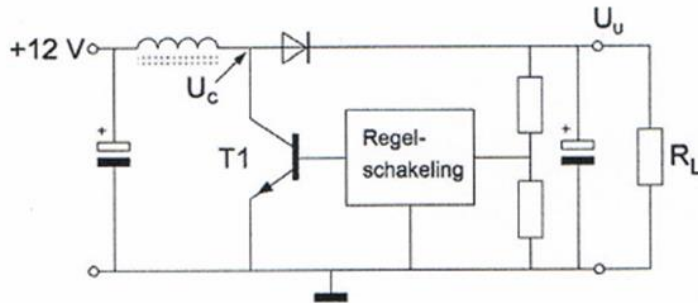 U_u
+12 V
U_c
+
T1
Regel-
schakeling
+
R_L